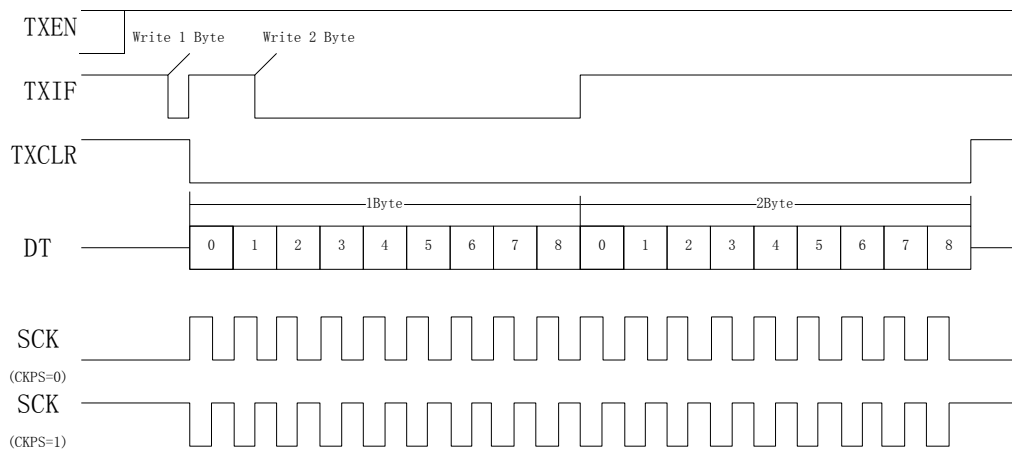 TXEN
Write 1 Byte Write 2 Byte
TXIF
TXCLR
1Byte 2Byte
DT 0 1 2 3 4 5 6 7 8 0 1 2 3 4 5 6 7 8
SCK
(CKPS=0)
SCK
(CKPS=1)